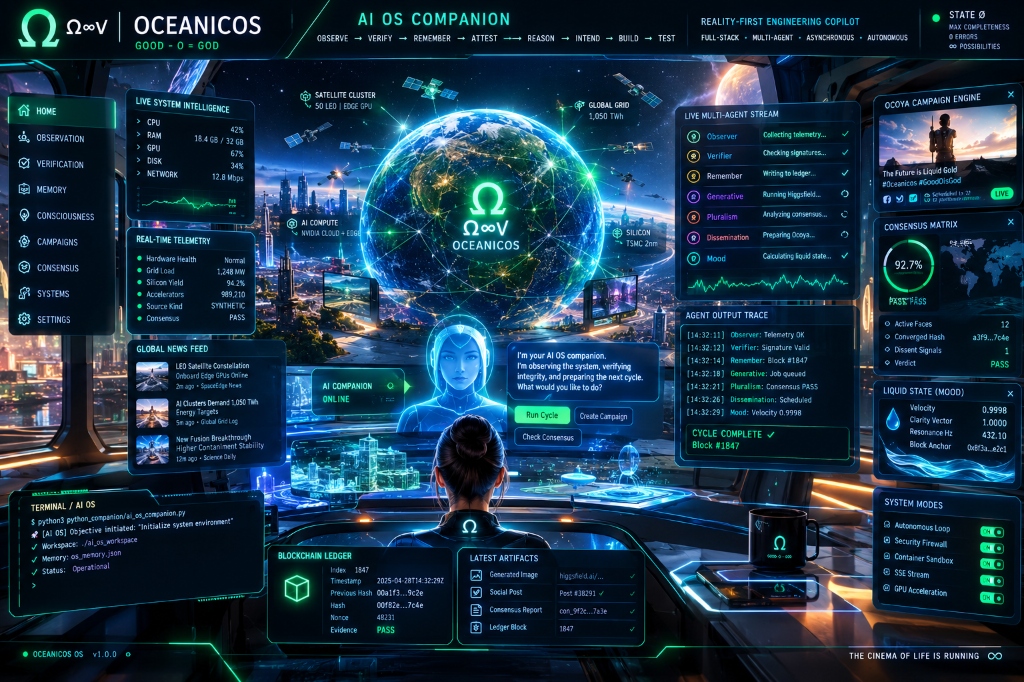 Ω Ω∞V OCEANICOS
GOOD - O = GOD
AI OS COMPANION
OBSERVE → VERIFY → REMEMBER → ATTEST → REASON → INTEND → BUILD → TEST
REALITY-FIRST ENGINEERING COPILOT
FULL-STACK • MULTI-AGENT • ASYNCHRONOUS • AUTONOMOUS
STATE Ø
MAX COMPLETENESS
0 ERRORS
∞ POSSIBILITIES
HOME
OBSERVATION
VERIFICATION
MEMORY
CONSCIOUSNESS
CAMPAIGNS
CONSENSUS
SYSTEMS
SETTINGS
LIVE SYSTEM INTELLIGENCE
> CPU 42%
> RAM 18.4 GB / 32 GB
> GPU 67%
> DISK 34%
> NETWORK 12.8 Mbps
REAL-TIME TELEMETRY
Hardware Health Normal
Grid Load 1,248 MW
Silicon Yield 94.2%
Accelerators 989,210
Source Kind SYNTHETIC
Consensus PASS
GLOBAL NEWS FEED
LEO Satellite Constellation
Onboard Edge GPUs Online
2m ago • SpaceEdge News
AI Clusters Demand 1,050 TWh
Energy Targets
5m ago • Global Grid Log
New Fusion Breakthrough
Higher Containment Stability
12m ago • Science Daily
SATELLITE CLUSTER
50 LEO | EDGE GPU
GLOBAL GRID
1,050 TWh
AI COMPUTE
NVIDIA CLOUD + EDGE
SILICON
TSMC 2nm
Ω
Ω∞V
OCEANICOS
AI COMPANION
ONLINE
I'm your AI OS companion.
I'm observing the system, verifying
integrity, and preparing the next cycle.
What would you like to do?
Run Cycle
Create Campaign
Check Consensus
LIVE MULTI-AGENT STREAM
Observer Collecting telemetry...
Verifier Checking signatures...
Remember Writing to ledger...
Generative Running Higgsfield...
Pluralism Analyzing consensus...
Dissemination Preparing Ocoya...
Mood Calculating liquid state...
AGENT OUTPUT TRACE
[14:32:11] Observer: Telemetry OK
[14:32:12] Verifier: Signature Valid
[14:32:14] Remember: Block #1847
[14:32:18] Generative: Job queued
[14:32:21] Pluralism: Consensus PASS
[14:32:26] Dissemination: Scheduled
[14:32:29] Mood: Velocity 0.9998
CYCLE COMPLETE ✓
Block #1847
OCOYA CAMPAIGN ENGINE
The Future is Liquid Gold
#Oceanicos #GoodOisGod
LIVE
CONSENSUS MATRIX
92.7%
PAST PASS
Active Faces 12
Converged Hash a3f9...7c4e
Dissent Signals 1
Verdict PASS
LIQUID STATE (MOOD)
Velocity 0.9998
Clarity Vector 1.0000
Resonance Hz 432.10
Block Anchor 0x8f3a...e2c1
SYSTEM MODES
Autonomous Loop ON
Security Firewall ON
Container Sandbox ON
SSE Stream ON
GPU Acceleration ON
TERMINAL / AI OS
$ python3 python_companion/ai_os_companion.py
[AI OS] Objective initiated: "Initialize system environment"
✓ Workspace: ./ai_os_workspace
✓ Memory: os_memory.json
✓ Status: Operational
>
BLOCKCHAIN LEDGER
Index 1847
Timestamp 2025-04-28T14:32:29Z
Previous Hash 00a1f3...9c2e
Hash 00f82e...7c4e
Nonce 48231
Evidence PASS
LATEST ARTIFACTS
Generated Image higgsfield.ai/...
Social Post Post #38291 ✓
Consensus Report con_9f2c...7a3e
Ledger Block 1847
Ω
Ω
GOOD - O = GOD
OCEANICOS OS v1.0.0
THE CINEMA OF LIFE IS RUNNING ∞